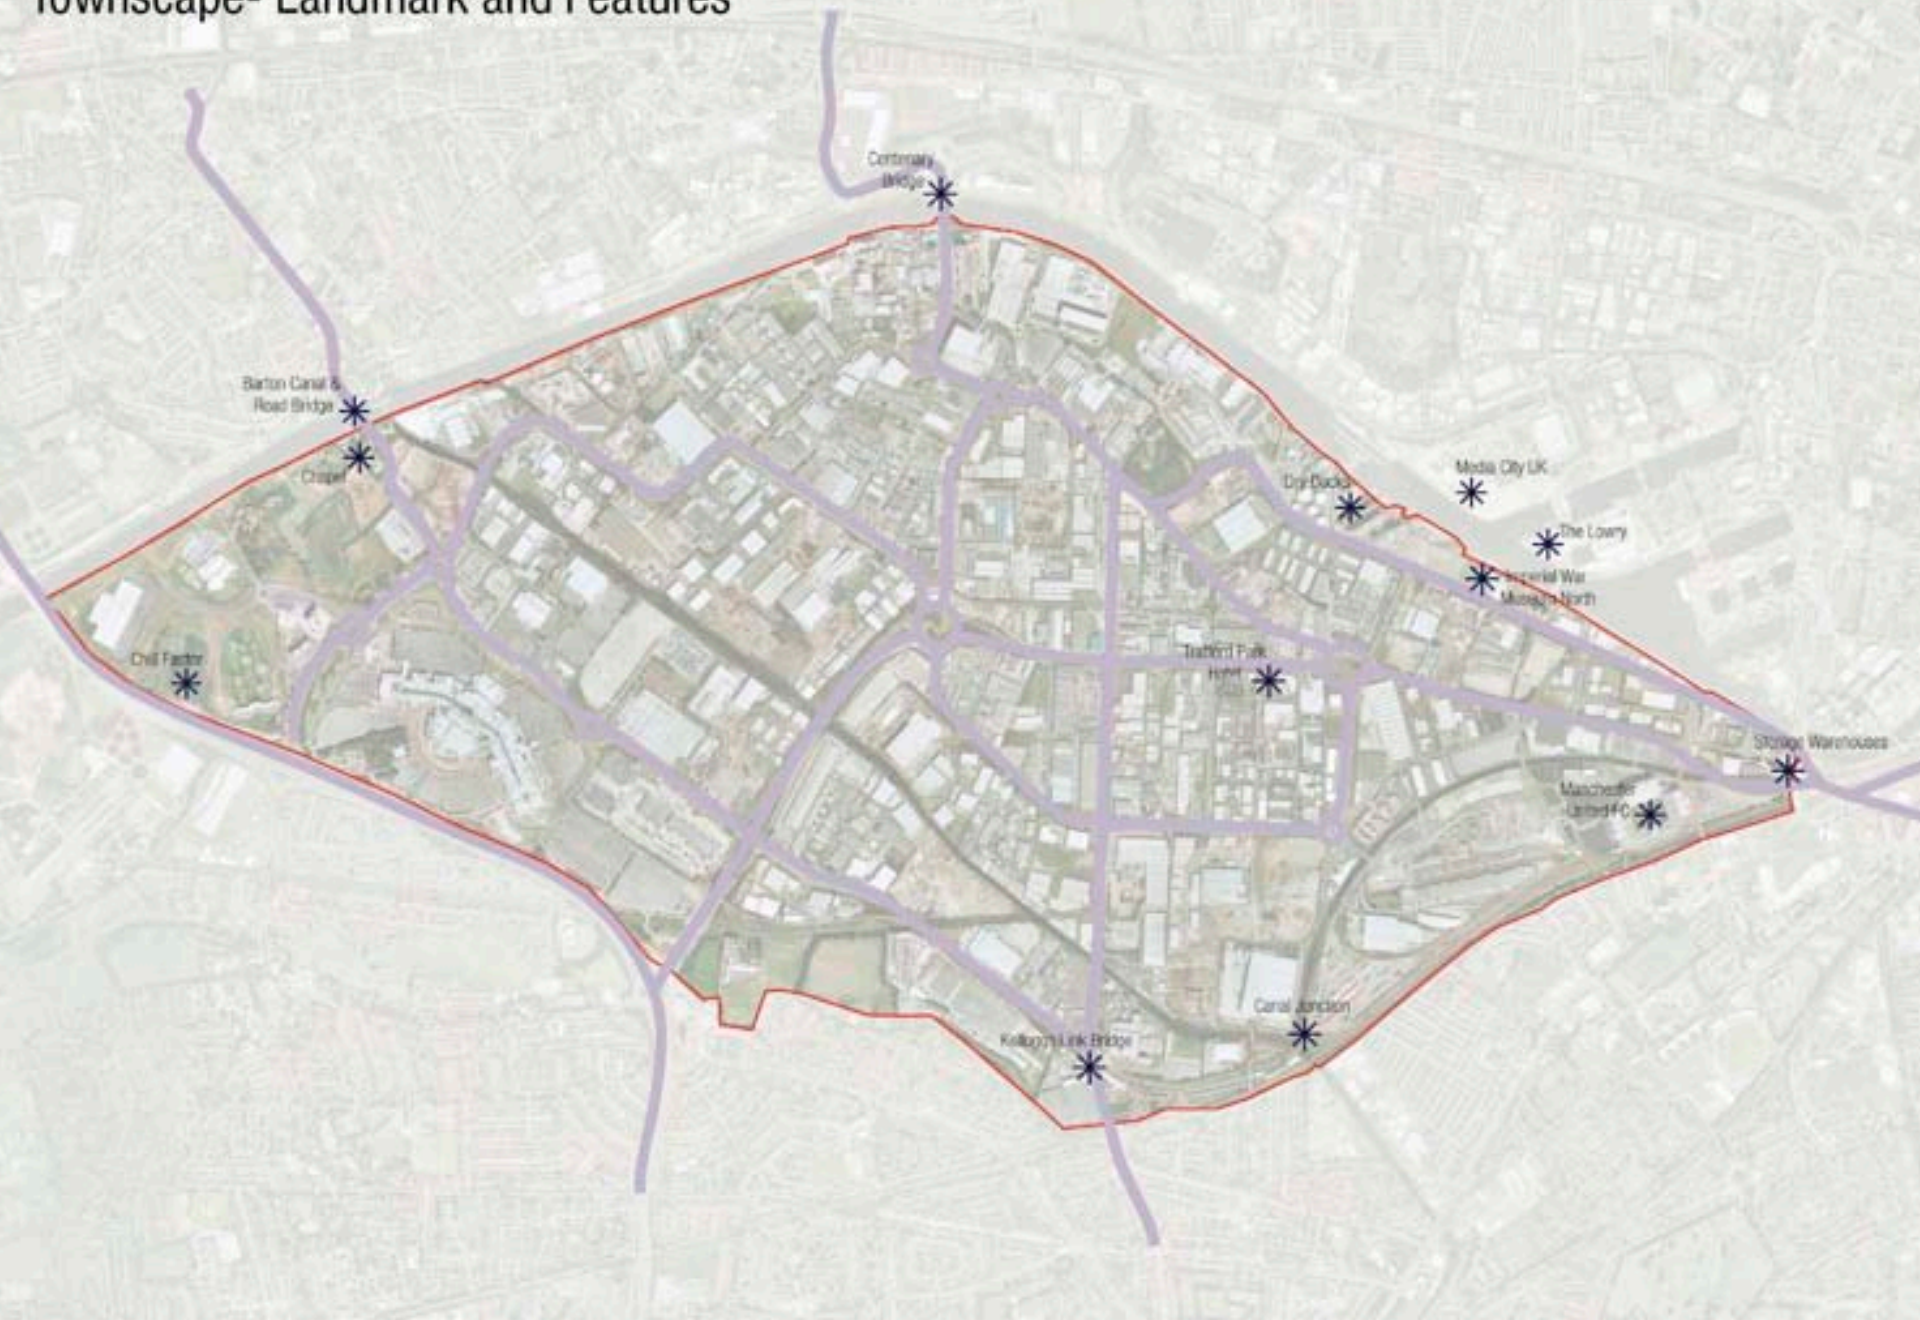 Townscape- Landmark and Features
Centenary
Bridge
Barton Canal &
Road Bridge
Chapel
Media City UK
Dry Docks
The Lowry
Imperial War
Museum North
Chill Factor
Trafford Park
Hotel
Storage Warehouses
Manchester
United FC
Canal Junction
Kelloggs Link Bridge